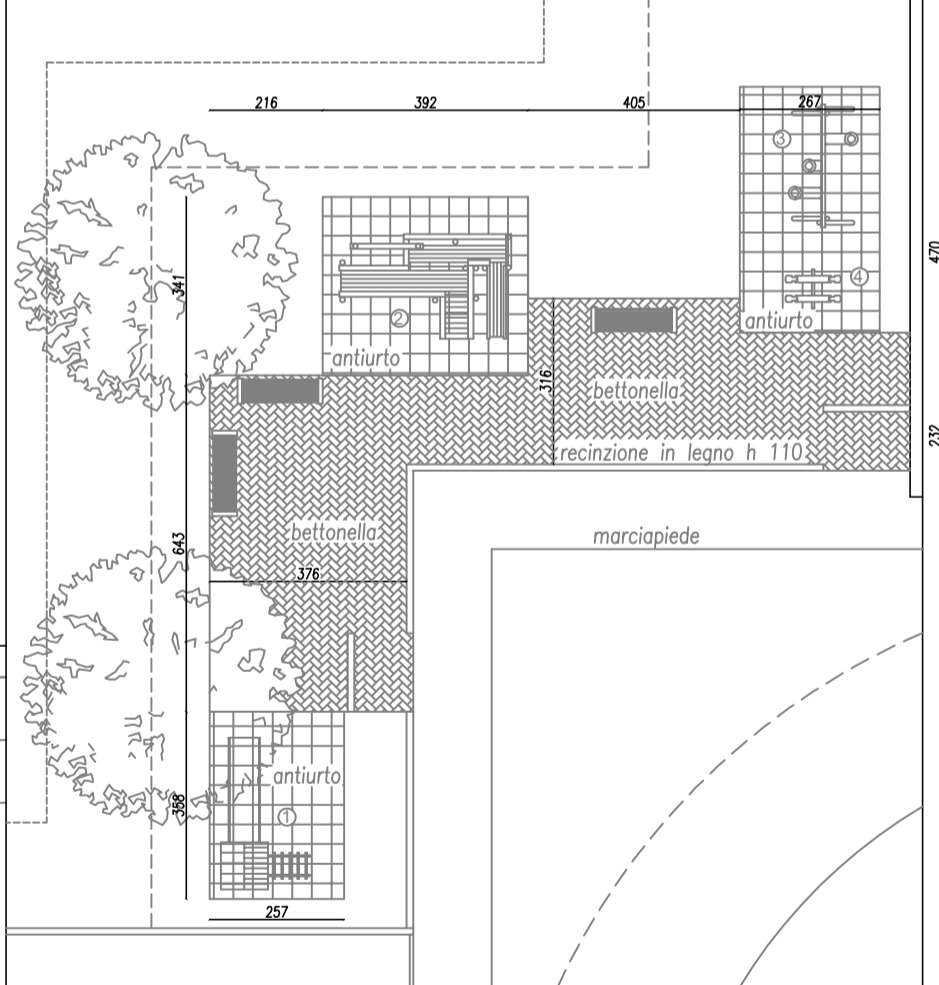 216
392
405
267
3
470
341
4
2
antiurto
antiurto
316
bettonella
232
recinzione in legno h 110
bettonella
marciapiede
643
376
antiurto
358
1
257